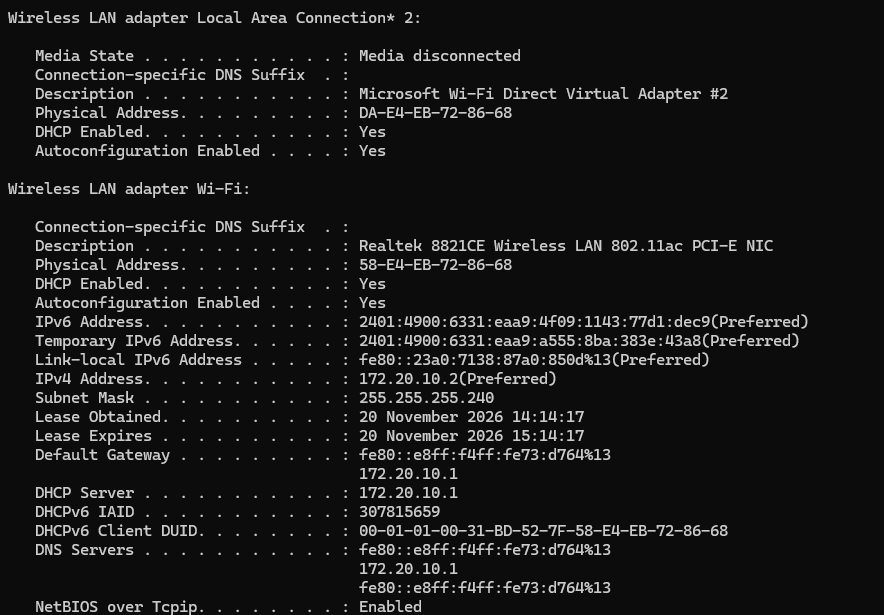 Wireless LAN adapter Local Area Connection* 2:
Media State . . . . . . . . . . . : Media disconnected
Connection-specific DNS Suffix  . :
Description . . . . . . . . . . . : Microsoft Wi-Fi Direct Virtual Adapter #2
Physical Address. . . . . . . . . : DA-E4-EB-72-86-68
DHCP Enabled. . . . . . . . . . . : Yes
Autoconfiguration Enabled . . . . : Yes
Wireless LAN adapter Wi-Fi:
Connection-specific DNS Suffix  . :
Description . . . . . . . . . . . : Realtek 8821CE Wireless LAN 802.11ac PCI-E NIC
Physical Address. . . . . . . . . : 58-E4-EB-72-86-68
DHCP Enabled. . . . . . . . . . . : Yes
Autoconfiguration Enabled . . . . : Yes
IPv6 Address. . . . . . . . . . . : 2401:4900:6331:eaa9:4f09:1143:77d1:dec9(Preferred)
Temporary IPv6 Address. . . . . . : 2401:4900:6331:eaa9:a555:8ba:383e:43a8(Preferred)
Link-local IPv6 Address . . . . . : fe80::23a0:7138:87a0:850d%13(Preferred)
IPv4 Address. . . . . . . . . . . : 172.20.10.2(Preferred)
Subnet Mask . . . . . . . . . . . : 255.255.255.240
Lease Obtained. . . . . . . . . . : 20 November 2026 14:14:17
Lease Expires . . . . . . . . . . : 20 November 2026 15:14:17
Default Gateway . . . . . . . . . : fe80::e8ff:f4ff:fe73:d764%13
172.20.10.1
DHCP Server . . . . . . . . . . . : 172.20.10.1
DHCPv6 IAID . . . . . . . . . . . : 307815659
DHCPv6 Client DUID. . . . . . . . : 00-01-01-00-31-BD-52-7F-58-E4-EB-72-86-68
DNS Servers . . . . . . . . . . . : fe80::e8ff:f4ff:fe73:d764%13
172.20.10.1
fe80::e8ff:f4ff:fe73:d764%13
NetBIOS over Tcpip. . . . . . . . : Enabled